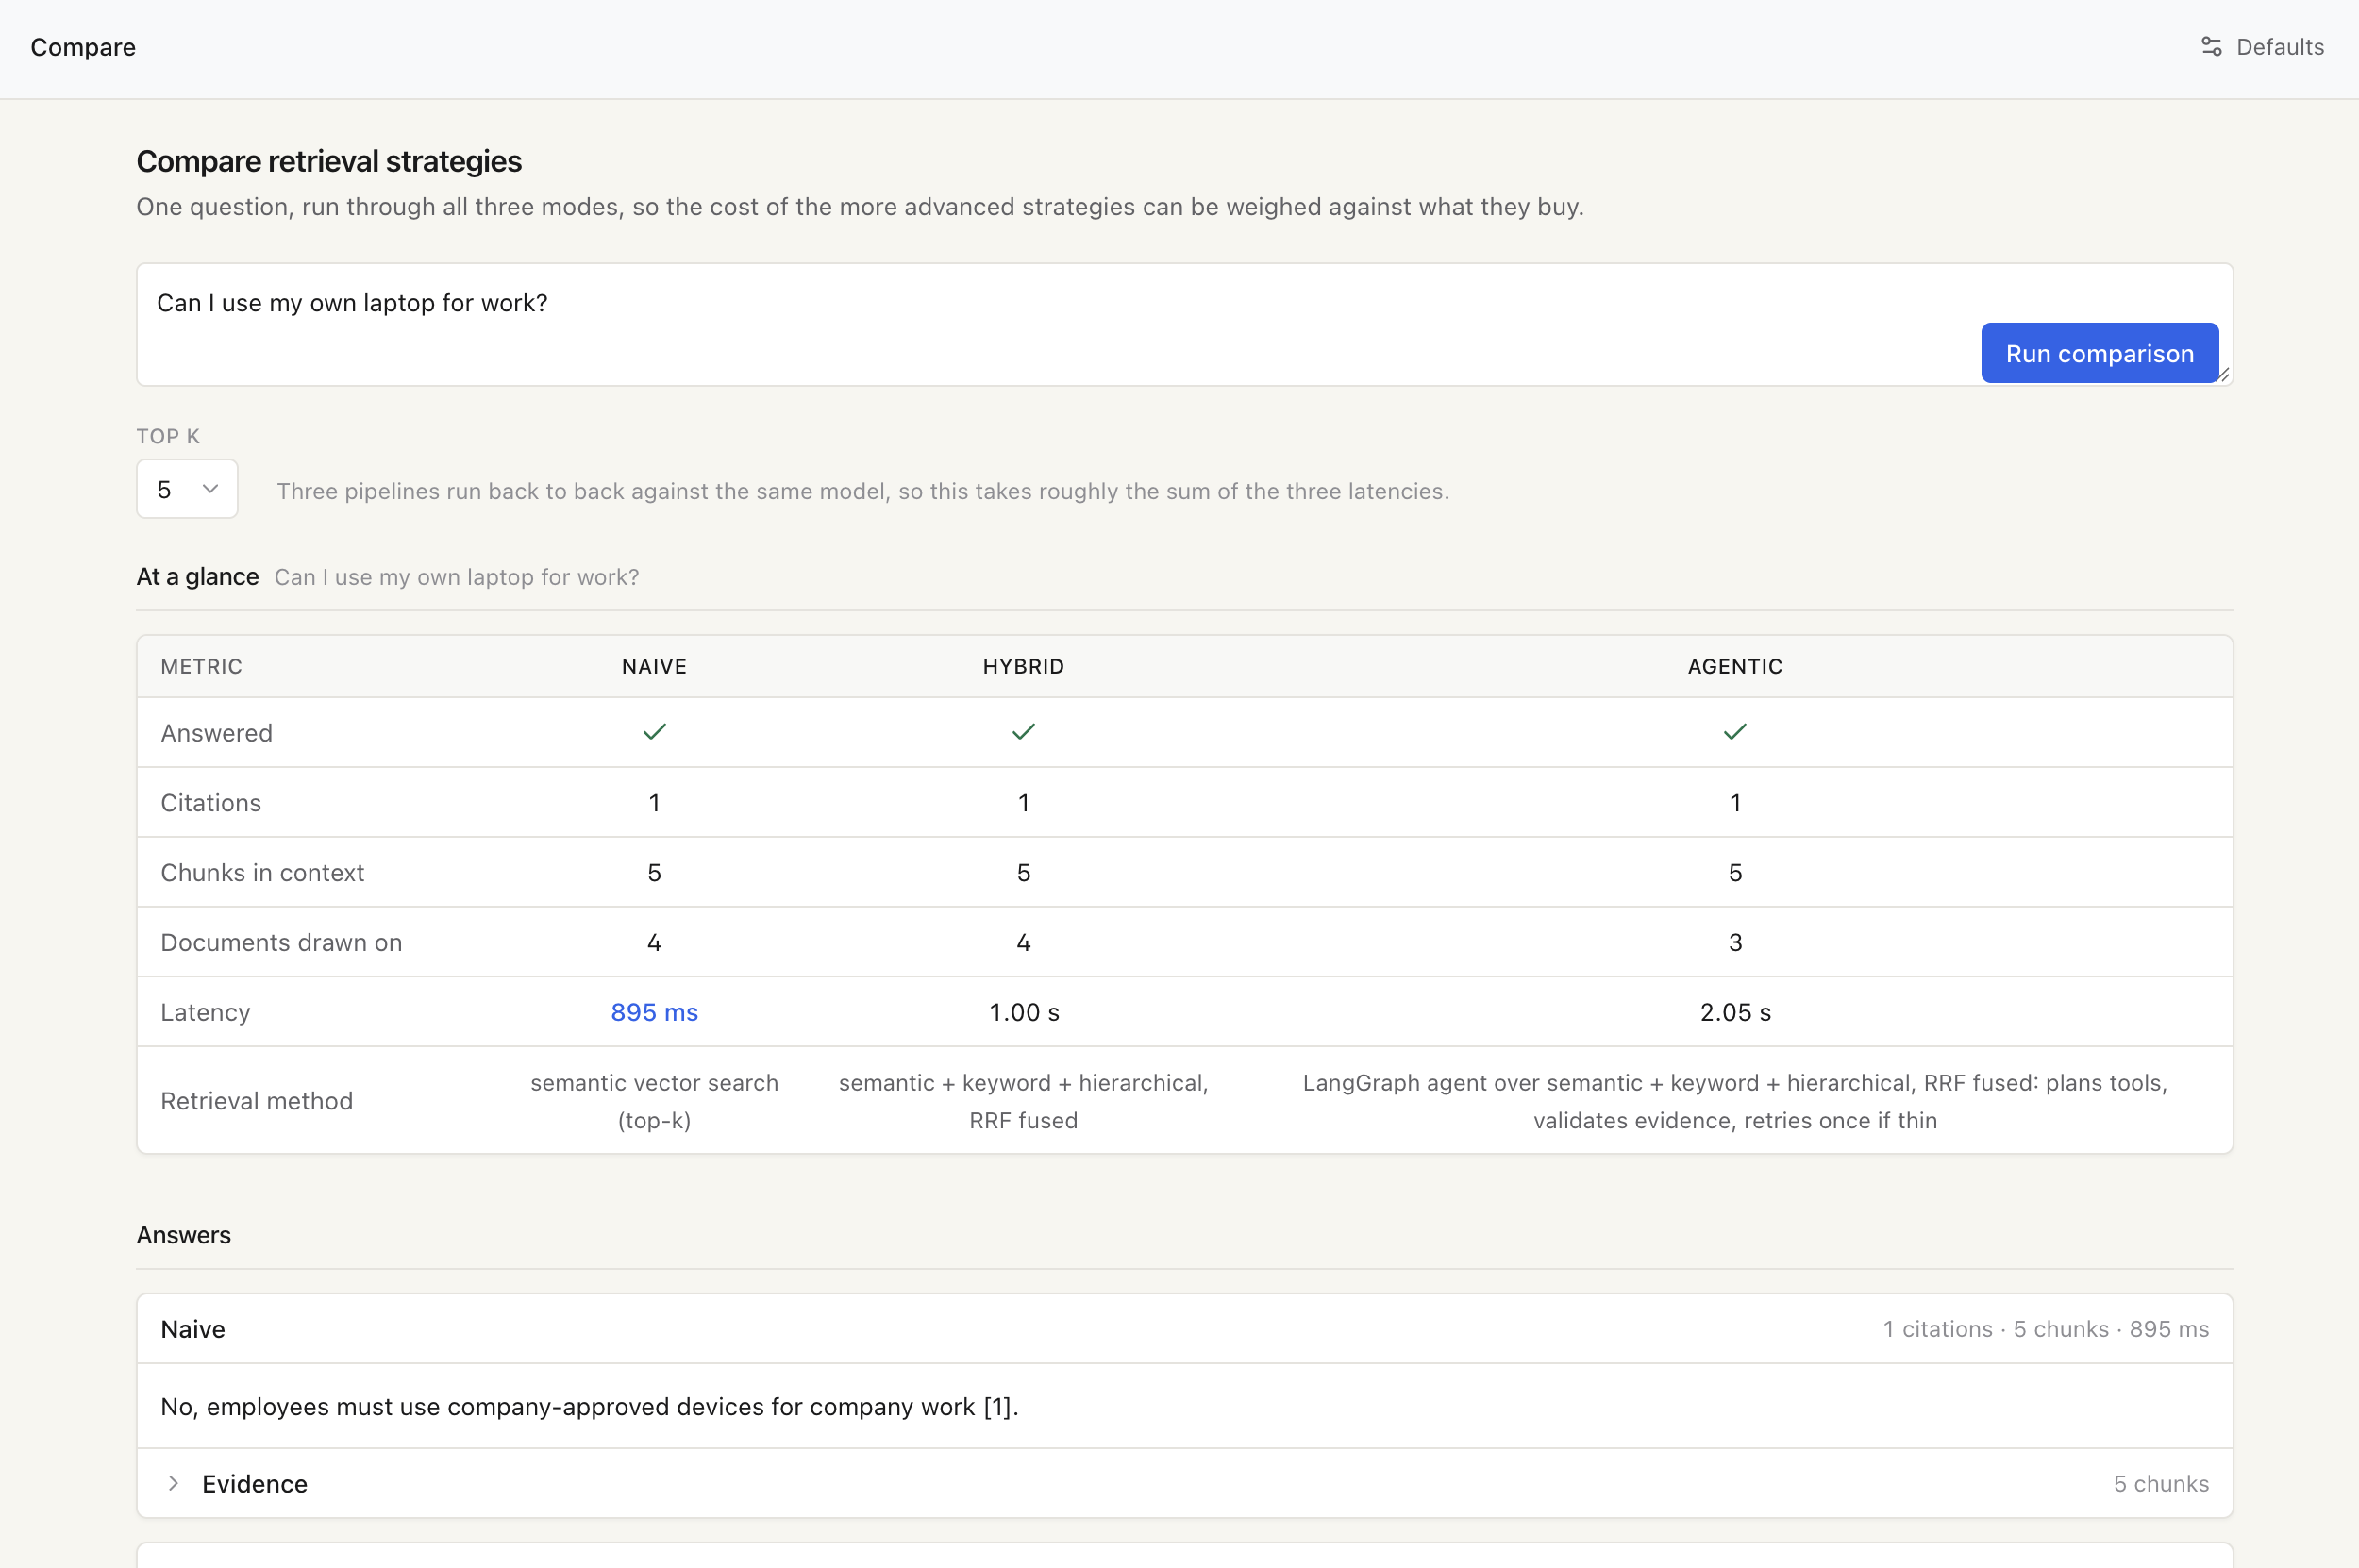 Compare
Defaults
Compare retrieval strategies
One question, run through all three modes, so the cost of the more advanced strategies can be weighed against what they buy.
Can I use my own laptop for work?
Run comparison
TOP K
5
Three pipelines run back to back against the same model, so this takes roughly the sum of the three latencies.
At a glance Can I use my own laptop for work?
METRIC NAIVE HYBRID AGENTIC
Answered
Citations 1 1 1
Chunks in context 5 5 5
Documents drawn on 4 4 3
Latency 895 ms 1.00 s 2.05 s
Retrieval method
semantic vector search
(top-k)
semantic + keyword + hierarchical,
RRF fused
LangGraph agent over semantic + keyword + hierarchical, RRF fused: plans tools,
validates evidence, retries once if thin
Answers
Naive 1 citations · 5 chunks · 895 ms
No, employees must use company-approved devices for company work [1].
Evidence 5 chunks